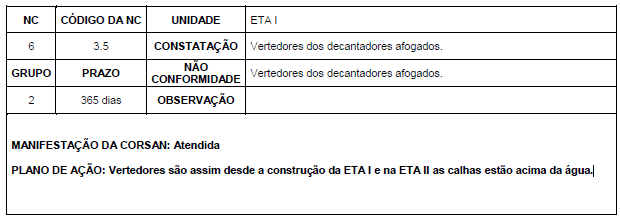 NC CÓDIGO DA NC UNIDADE ETA I
6 3.5 CONSTATAÇÃO Vertedores dos decantadores afogados.
GRUPO PRAZO NÃO CONFORMIDADE Vertedores dos decantadores afogados.
2 365 dias OBSERVAÇÃO
MANIFESTAÇÃO DA CORSAN: Atendida
PLANO DE AÇÃO: Vertedores são assim desde a construção da ETA I e na ETA II as calhas estão acima da água.